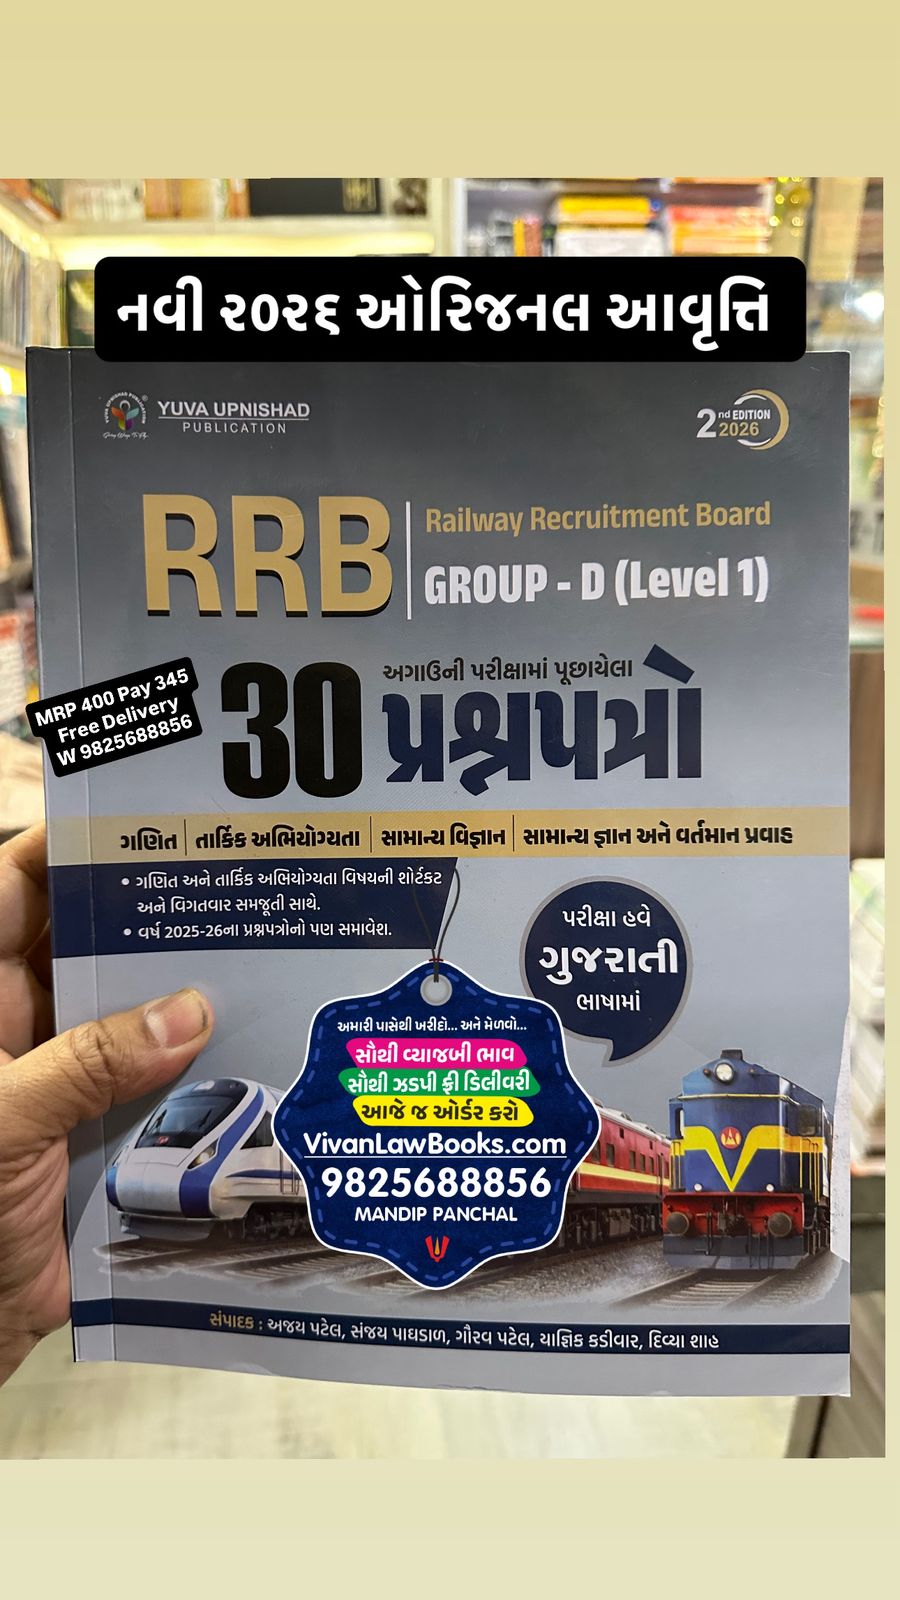 નવી ૨૦૨૬ ઓરિજનલ આવૃત્તિ
YUVA UPNISHAD
PUBLICATION
2nd EDITION
2026
RRB
Railway Recruitment Board
GROUP - D (Level 1)
MRP 400 Pay 345
Free Delivery
W 9825688856
30
અગાઉની પરીક્ષામાં પૂછાયેલા
પ્રશ્નપત્રો
ગણિત | તાર્કિક અભિયોગ્યતા | સામાન્ય વિજ્ઞાન | સામાન્ય જ્ઞાન અને વર્તમાન પ્રવાહ
• ગણિત અને તાર્કિક અભિયોગ્યતા વિષયની શોર્ટકટ
અને વિગતવાર સમજૂતી સાથે.
• વર્ષ 2025-26ના પ્રશ્નપત્રોનો પણ સમાવેશ.
પરીક્ષા હવે
ગુજરાતી
ભાષામાં
અમારી પાસેથી ખરીદો... અને મેળવો...
સૌથી વ્યાજબી ભાવ
સૌથી ઝડપી ફ્રી ડિલીવરી
આજે જ ઓર્ડર કરો
VivanLawBooks.com
9825688856
MANDIP PANCHAL
સંપાદક : અજય પટેલ, સંજય પાઘડાળ, ગૌરવ પટેલ, યાજ્ઞિક કડીવાર, દિવ્યા શાહ